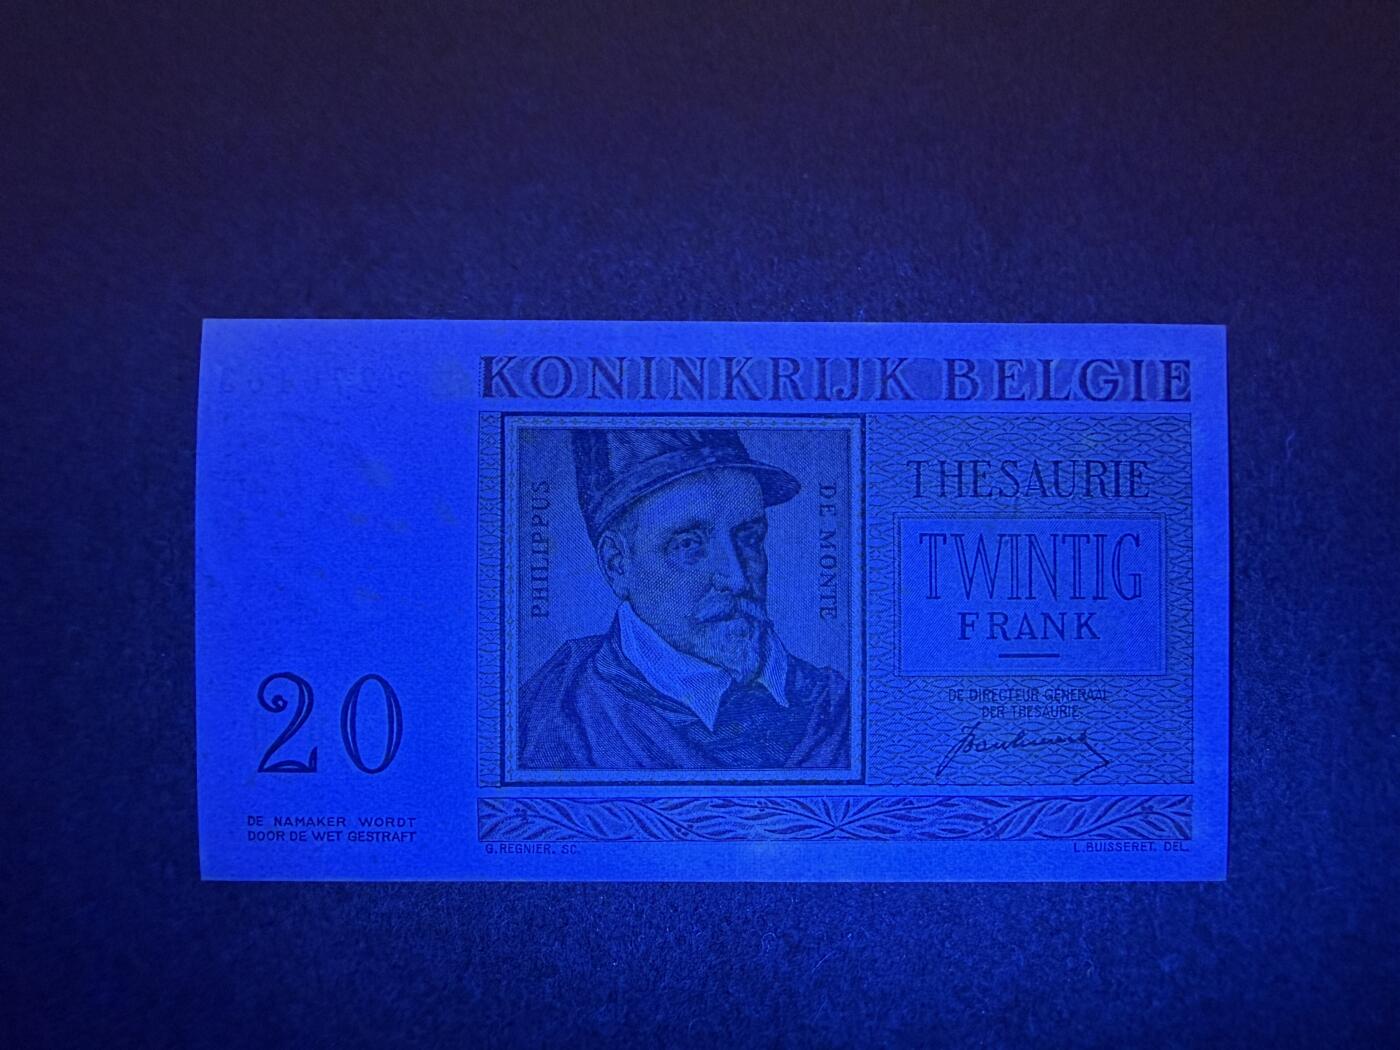 KONINKRIJK BELGIE
PHILIPPUS
DE MONTE
THESAURIE
TWINTIG
FRANK
DE DIRECTEUR GENERAAL
DER THESAURIE
20
DE NAMAKER WORDT
DOOR DE WET GESTRAFT
G. REGNIER. SC.
L. BUISSERET. DEL.